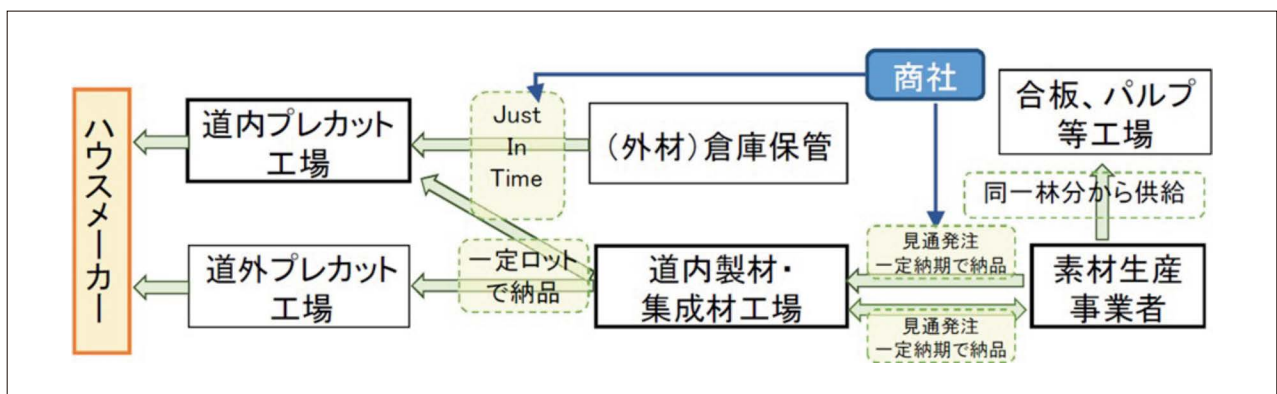 商社
合板、パルプ
等工場
ハウスメーカー
道内プレカット
工場
Just
In
Time
（外材）倉庫保管
同一林分から供給
道外プレカット
工場
一定ロット
で納品
道内製材・
集成材工場
見通発注
一定納期で納品
見通発注
一定納期で納品
素材生産
事業者